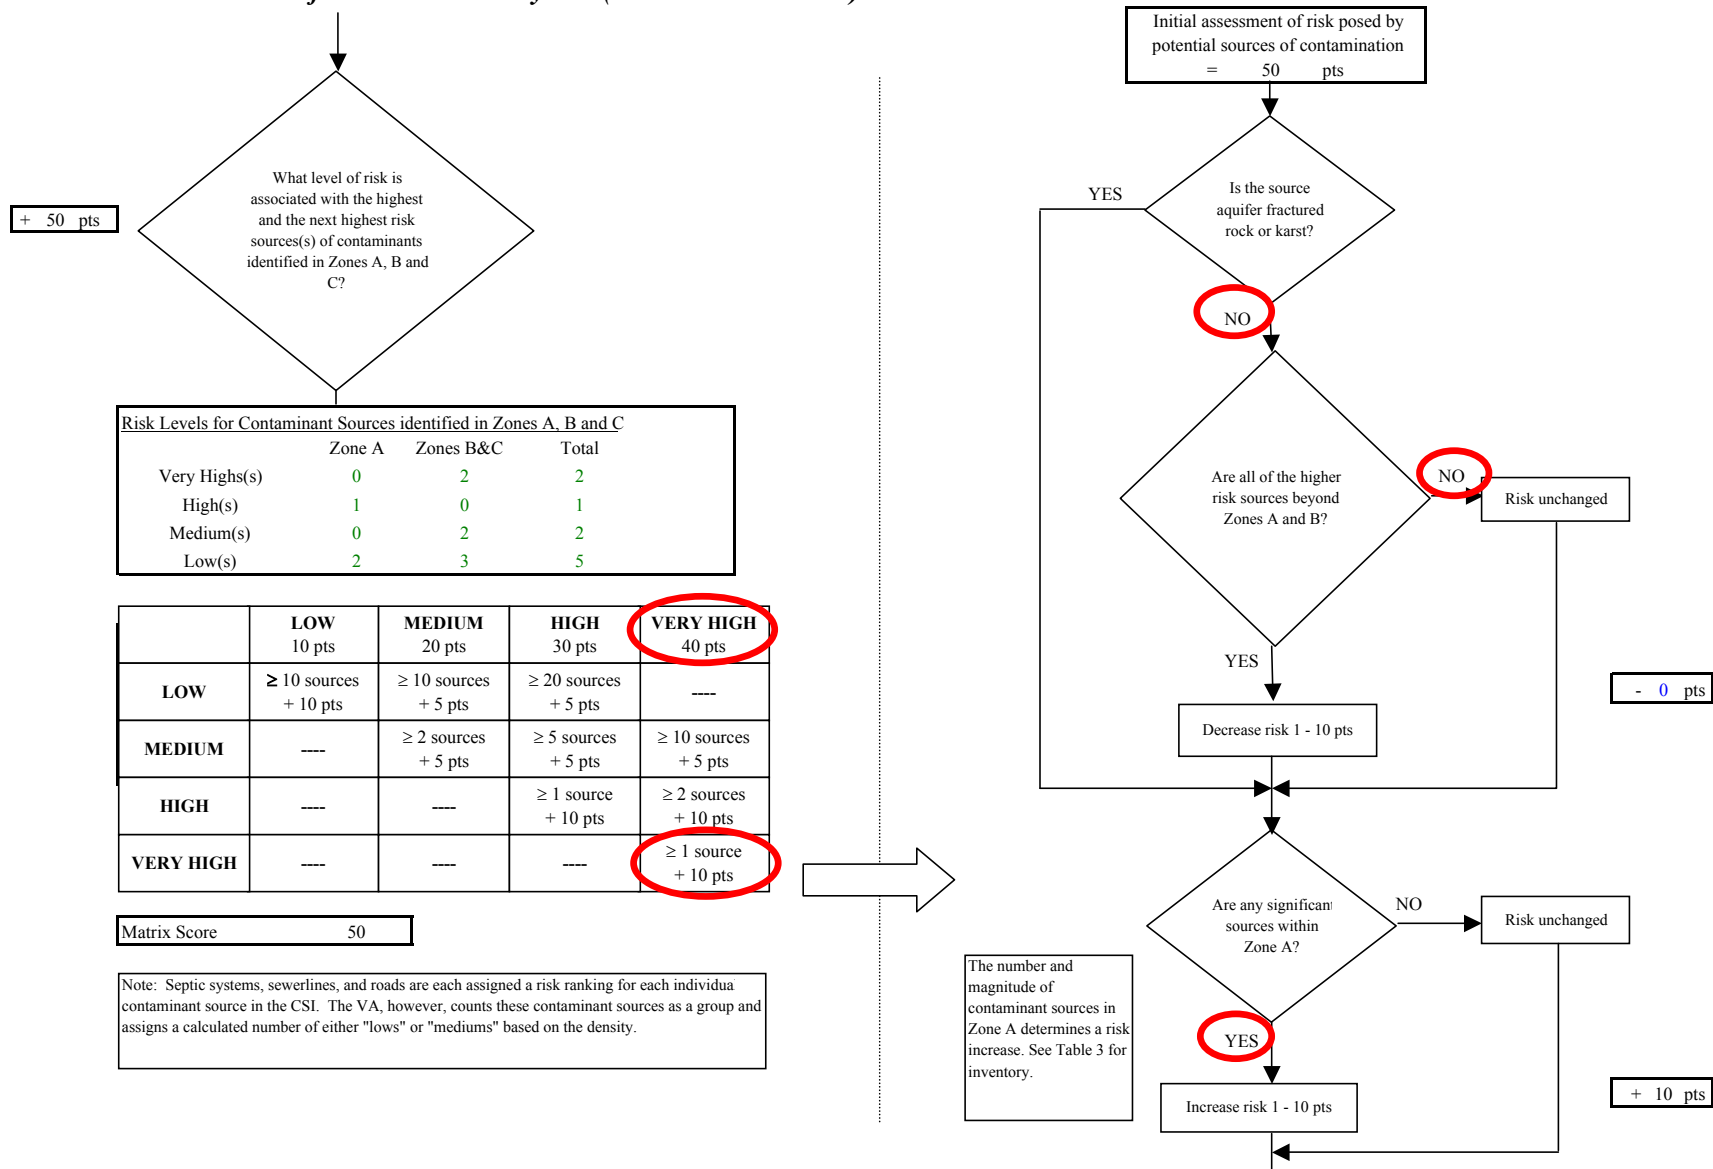 What level of risk is
associated with the highest
and the next highest risk
sources(s) of contaminants
identified in Zones A, B and
C?
+ 50 pts
Risk Levels for Contaminant Sources identified in Zones A, B and C
Zone A Zones B&C Total
Very Highs(s) 0 2 2
High(s) 1 0 1
Medium(s) 0 2 2
Low(s) 2 3 5
LOW MEDIUM HIGH VERY HIGH
10 pts 20 pts 30 pts 40 pts
LOW ≥ 10 sources ≥ 10 sources ≥ 20 sources ----
+ 10 pts + 5 pts + 5 pts
MEDIUM ---- ≥ 2 sources ≥ 5 sources ≥ 10 sources
+ 5 pts + 5 pts + 5 pts
HIGH ---- ---- ≥ 1 source ≥ 2 sources
+ 10 pts + 10 pts
VERY HIGH ---- ---- ---- ≥ 1 source
+ 10 pts
Matrix Score 50
Note: Septic systems, sewerlines, and roads are each assigned a risk ranking for each individua
contaminant source in the CSI. The VA, however, counts these contaminant sources as a group and
assigns a calculated number of either "lows" or "mediums" based on the density.
Initial assessment of risk posed by
potential sources of contamination
= 50 pts
Is the source
aquifer fractured
rock or karst?
YES
NO
Are all of the higher
risk sources beyond
Zones A and B?
NO
Risk unchanged
YES
Decrease risk 1 - 10 pts
- 0 pts
Are any significant
sources within
Zone A?
NO
Risk unchanged
The number and
magnitude of
contaminant sources in
Zone A determines a risk
increase. See Table 3 for
inventory.
YES
Increase risk 1 - 10 pts
+ 10 pts